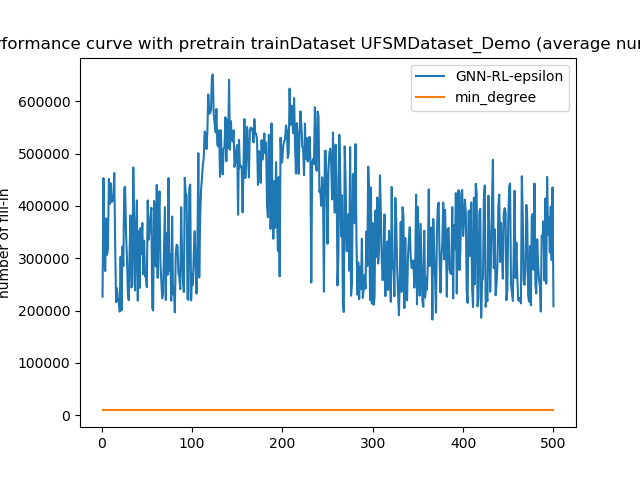 rformance curve with pretrain trainDataset UFSMDataset_Demo (average nu
GNN-RL-epsilon
min_degree
number of fill-in
600000
500000
400000
300000
200000
100000
0
0 100 200 300 400 500